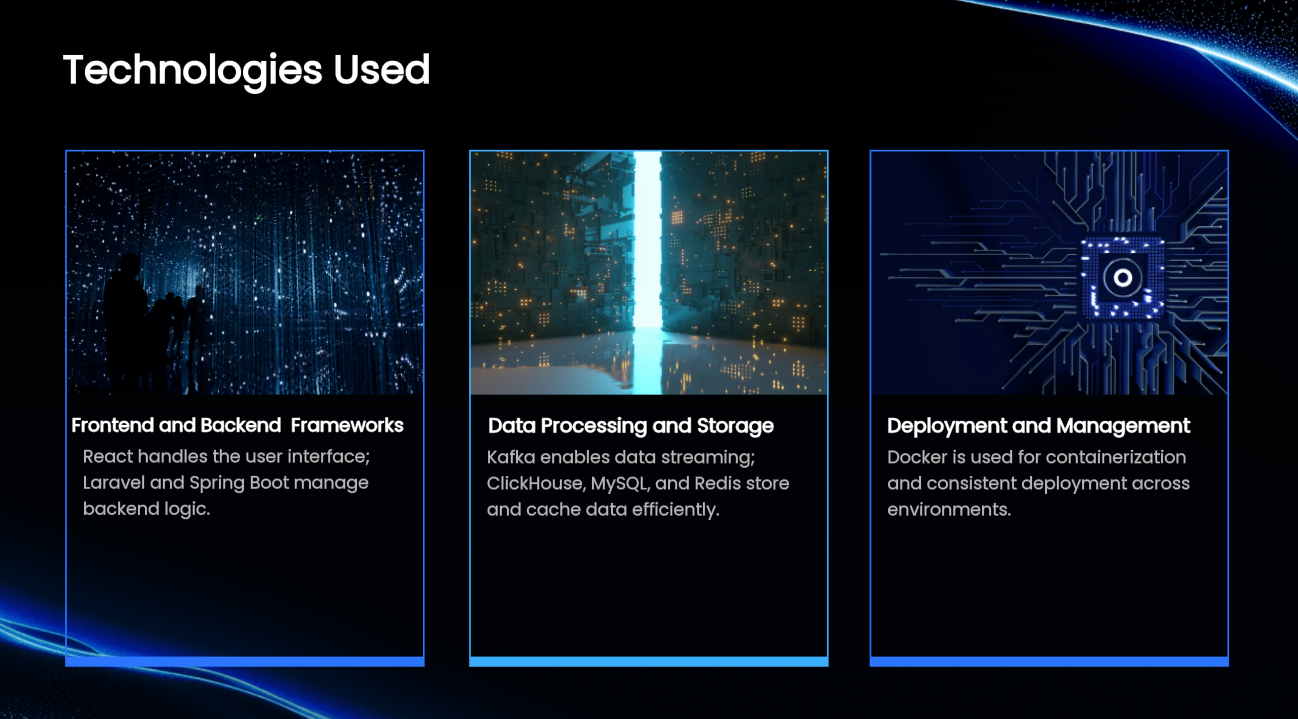 Technologies Used
Frontend and Backend  Frameworks
React handles the user interface;
Laravel and Spring Boot manage
backend logic.
Data Processing and Storage
Kafka enables data streaming;
ClickHouse, MySQL, and Redis store
and cache data efficiently.
Deployment and Management
Docker is used for containerization
and consistent deployment across
environments.